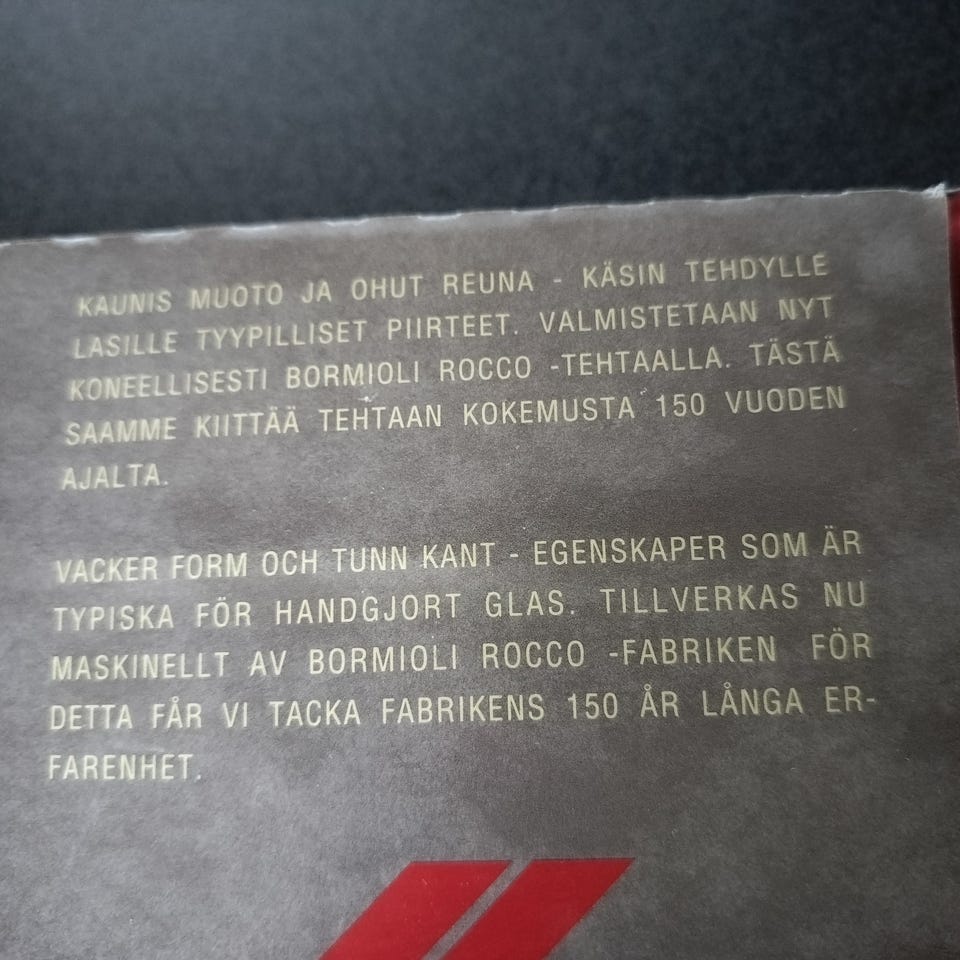 KAUNIS MUOTO JA OHUT REUNA - KÄSIN TEHDYLLE
LASILLE TYYPILLISET PIIRTEET. VALMISTETAAN NYT
KONEELLISESTI BORMIOLI ROCCO -TEHTAALLA. TÄSTÄ
SAAMME KIITTÄÄ TEHTAAN KOKEMUSTA 150 VUODEN
AJALTA.
VACKER FORM OCH TUNN KANT - EGENSKAPER SOM ÄR
TYPISKA FÖR HANDGJORT GLAS. TILLVERKAS NU
MASKINELLT AV BORMIOLI ROCCO -FABRIKEN FÖR
DETTA FÅR VI TACKA FABRIKENS 150 ÅR LÅNGA ER-
FARENHET.